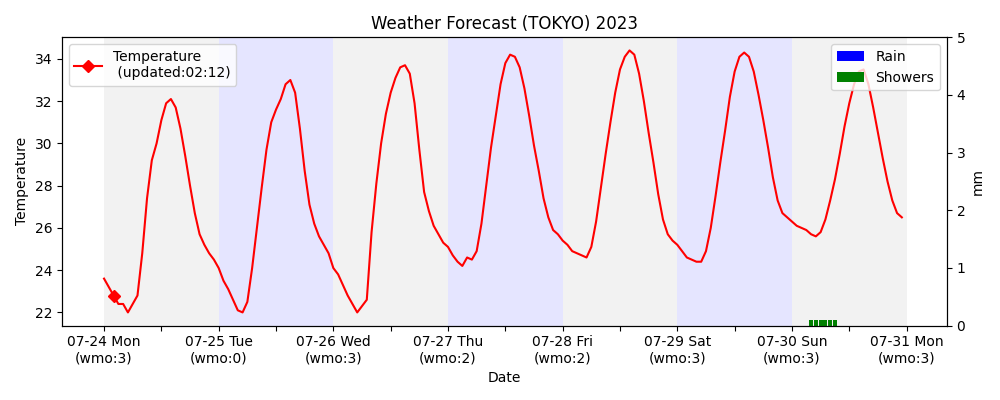 Weather Forecast (TOKYO) 2023
Temperature
(updated:02:12)
Rain
Showers
Temperature
34
32
30
28
26
24
22
5
4
3
2
1
0
mm
07-24 Mon 07-25 Tue 07-26 Wed 07-27 Thu 07-28 Fri 07-29 Sat 07-30 Sun 07-31 Mon
(wmo:3) (wmo:0) (wmo:3) (wmo:2) (wmo:2) (wmo:3) (wmo:3) (wmo:3)
Date